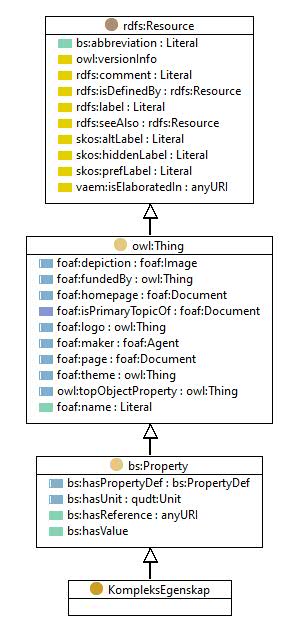 rdfs:Resource
bs:abbreviation : Literal
owl:versionInfo
rdfs:comment : Literal
rdfs:isDefinedBy : rdfs:Resource
rdfs:label : Literal
rdfs:seeAlso : rdfs:Resource
skos:altLabel : Literal
skos:hiddenLabel : Literal
skos:prefLabel : Literal
vaem:isElaboratedIn : anyURI
owl:Thing
foaf:depiction : foaf:Image
foaf:fundedBy : owl:Thing
foaf:homepage : foaf:Document
foaf:isPrimaryTopicOf : foaf:Document
foaf:logo : owl:Thing
foaf:maker : foaf:Agent
foaf:page : foaf:Document
foaf:theme : owl:Thing
owl:topObjectProperty : owl:Thing
foaf:name : Literal
bs:Property
bs:hasPropertyDef : bs:PropertyDef
bs:hasUnit : qudt:Unit
bs:hasReference : anyURI
bs:hasValue
KompleksEgenskap